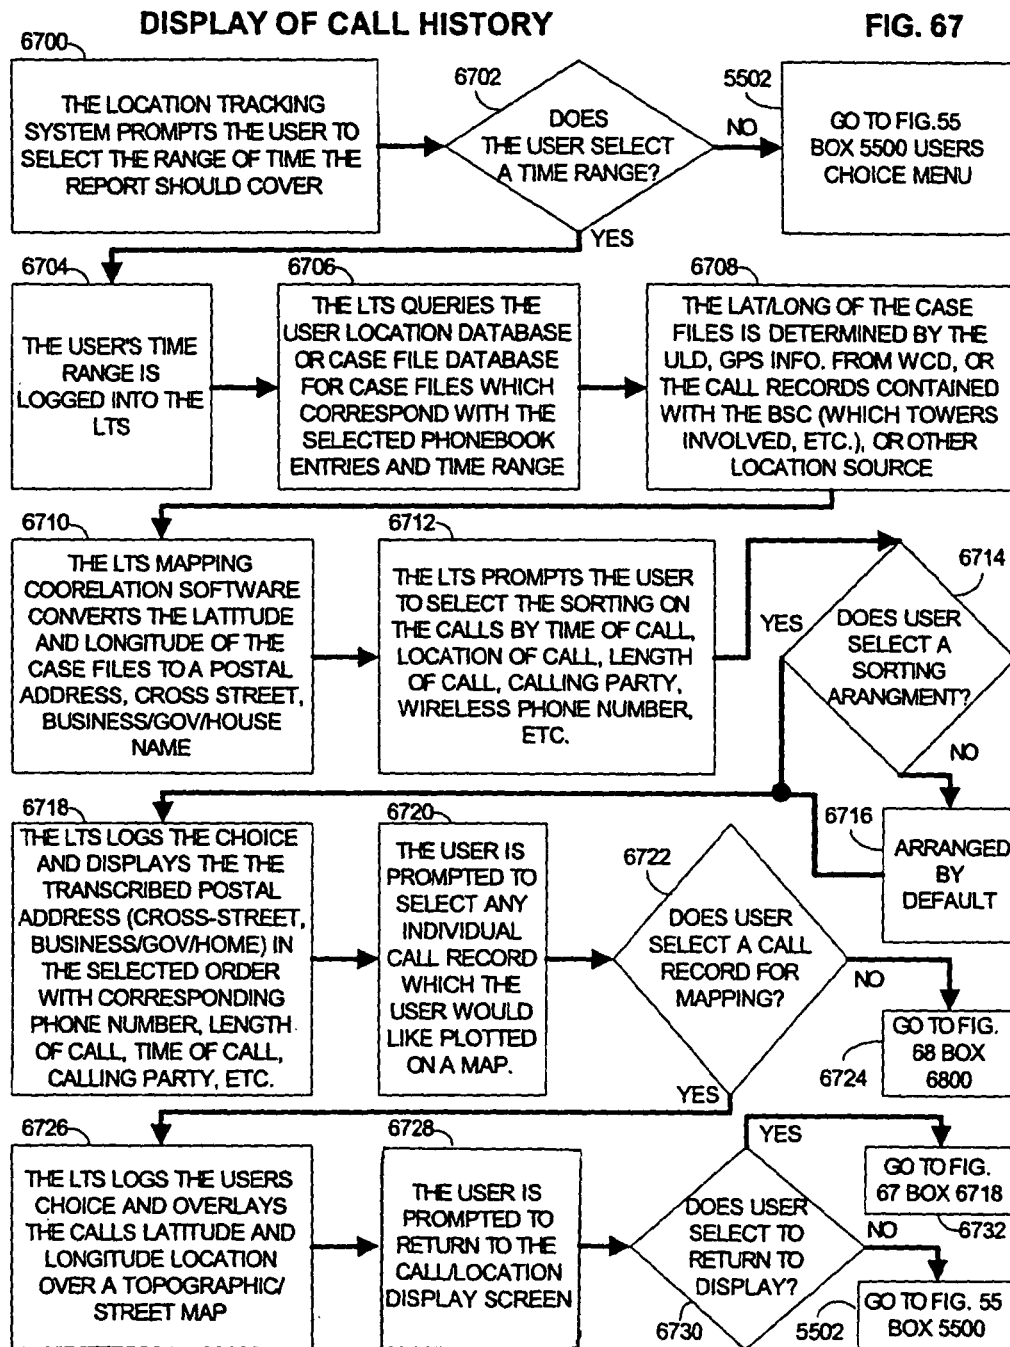 DISPLAY OF CALL HISTORY
FIG. 67
6700
THE LOCATION TRACKING
SYSTEM PROMPTS THE USER TO
SELECT THE RANGE OF TIME THE
REPORT SHOULD COVER
6702
DOES
THE USER SELECT
A TIME RANGE?
NO
YES
5502
GO TO FIG.55
BOX 5500 USERS
CHOICE MENU
6704
THE USER'S TIME
RANGE IS
LOGGED INTO THE
LTS
6706
THE LTS QUERIES THE
USER LOCATION DATABASE
OR CASE FILE DATABASE
FOR CASE FILES WHICH
CORRESPOND WITH THE
SELECTED PHONEBOOK
ENTRIES AND TIME RANGE
6708
THE LAT/LONG OF THE CASE
FILES IS DETERMINED BY THE
ULD, GPS INFO. FROM WCD, OR
THE CALL RECORDS CONTAINED
WITH THE BSC (WHICH TOWERS
INVOLVED, ETC.), OR OTHER
LOCATION SOURCE
6710
THE LTS MAPPING
COORELATION SOFTWARE
CONVERTS THE LATITUDE
AND LONGITUDE OF THE
CASE FILES TO A POSTAL
ADDRESS, CROSS STREET,
BUSINESS/GOV/HOUSE
NAME
6712
THE LTS PROMPTS THE USER
TO SELECT THE SORTING ON
THE CALLS BY TIME OF CALL,
LOCATION OF CALL, LENGTH
OF CALL, CALLING PARTY,
WIRELESS PHONE NUMBER,
ETC.
6714
DOES USER
SELECT A
SORTING
ARANGMENT?
YES
NO
6716
ARRANGED
BY
DEFAULT
6718
THE LTS LOGS THE CHOICE
AND DISPLAYS THE THE
TRANSCRIBED POSTAL
ADDRESS (CROSS-STREET,
BUSINESS/GOV/HOME) IN
THE SELECTED ORDER
WITH CORRESPONDING
PHONE NUMBER, LENGTH
OF CALL, TIME OF CALL,
CALLING PARTY, ETC.
6720
THE USER IS
PROMPTED TO
SELECT ANY
INDIVIDUAL
CALL RECORD
WHICH THE
USER WOULD
LIKE PLOTTED
ON A MAP.
6722
DOES USER
SELECT A CALL
RECORD FOR
MAPPING?
NO
YES
GO TO FIG.
68 BOX
6800
6724
6726
THE LTS LOGS THE USERS
CHOICE AND OVERLAYS
THE CALLS LATITUDE AND
LONGITUDE LOCATION
OVER A TOPOGRAPHIC/
STREET MAP
6728
THE USER IS
PROMPTED TO
RETURN TO THE
CALL/LOCATION
DISPLAY SCREEN
DOES USER
SELECT TO
RETURN TO
DISPLAY?
6730
YES
GO TO FIG.
67 BOX 6718
6732
NO
5502
GO TO FIG. 55
BOX 5500